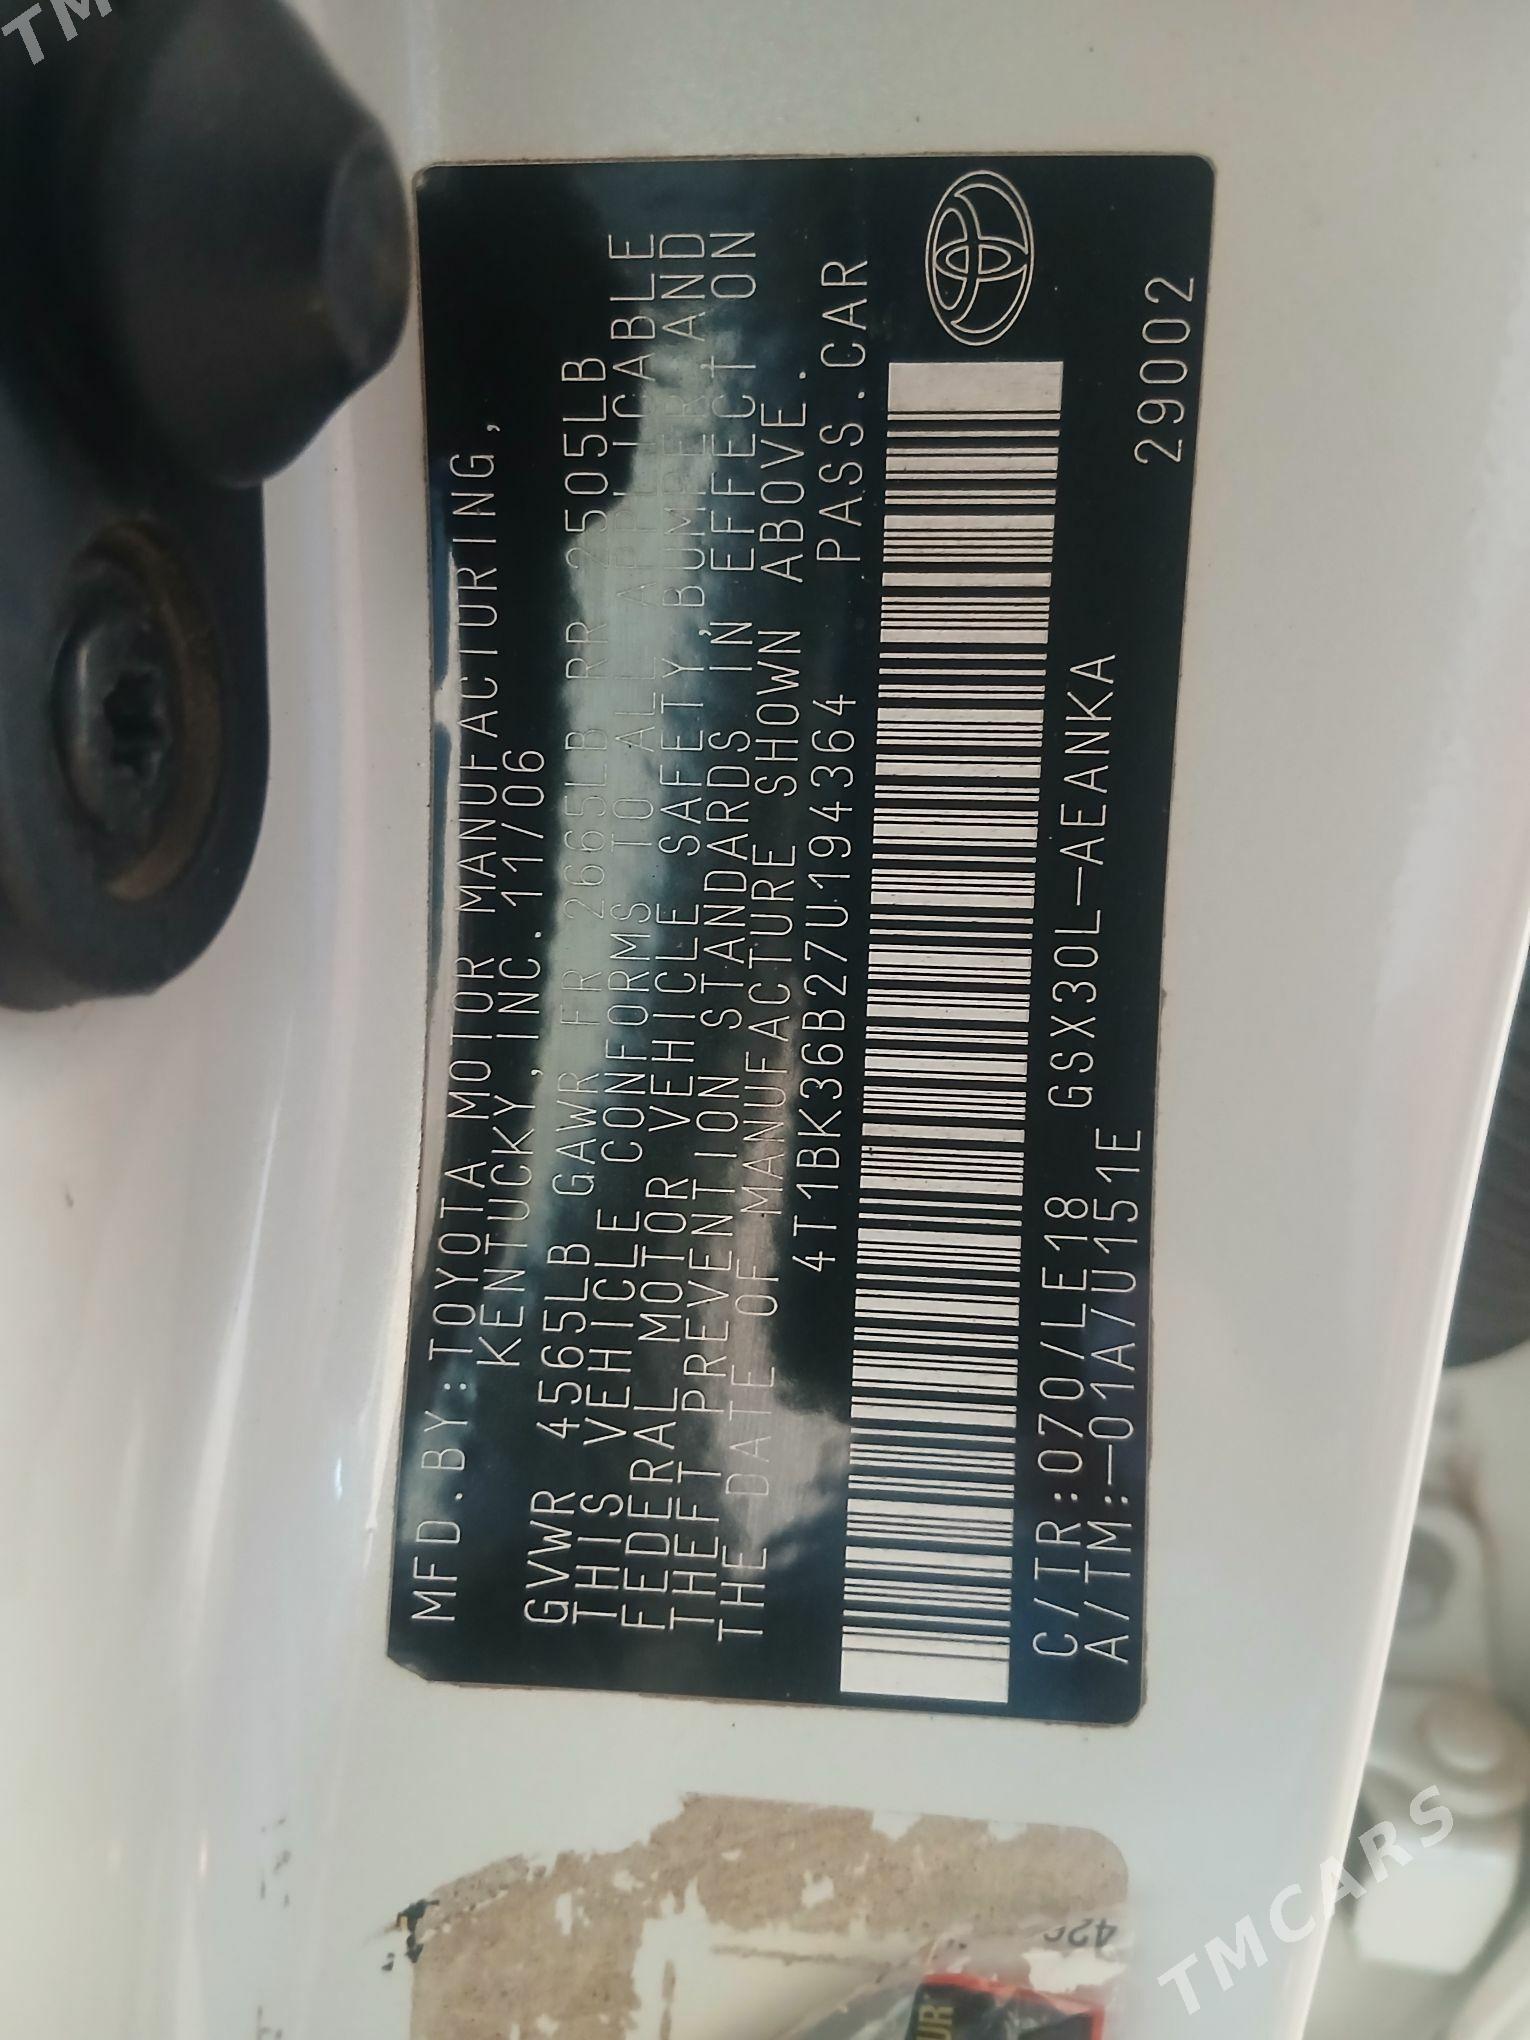 MFD.BY:TOYOTA MOTOR MANUFACTURING,
KENTUCKY,INC. 11/06
GVWR 4565LB GAWR FR 2665LB RR 2505LB
THIS VEHICLE CONFORMS TO ALL APPLICABLE
FEDERAL MOTOR VEHICLE SAFETY,BUMPER AND
THEFT PREVENTION STANDARDS IN EFFECT ON
THE DATE OF MANUFACTURE SHOWN ABOVE.
4T1BK36B27U194364 PASS.CAR
C/TR:070/LE18 GSX30L-AEANKA
A/TM:-01A/U151E 29002
TMCARS
TM
UR